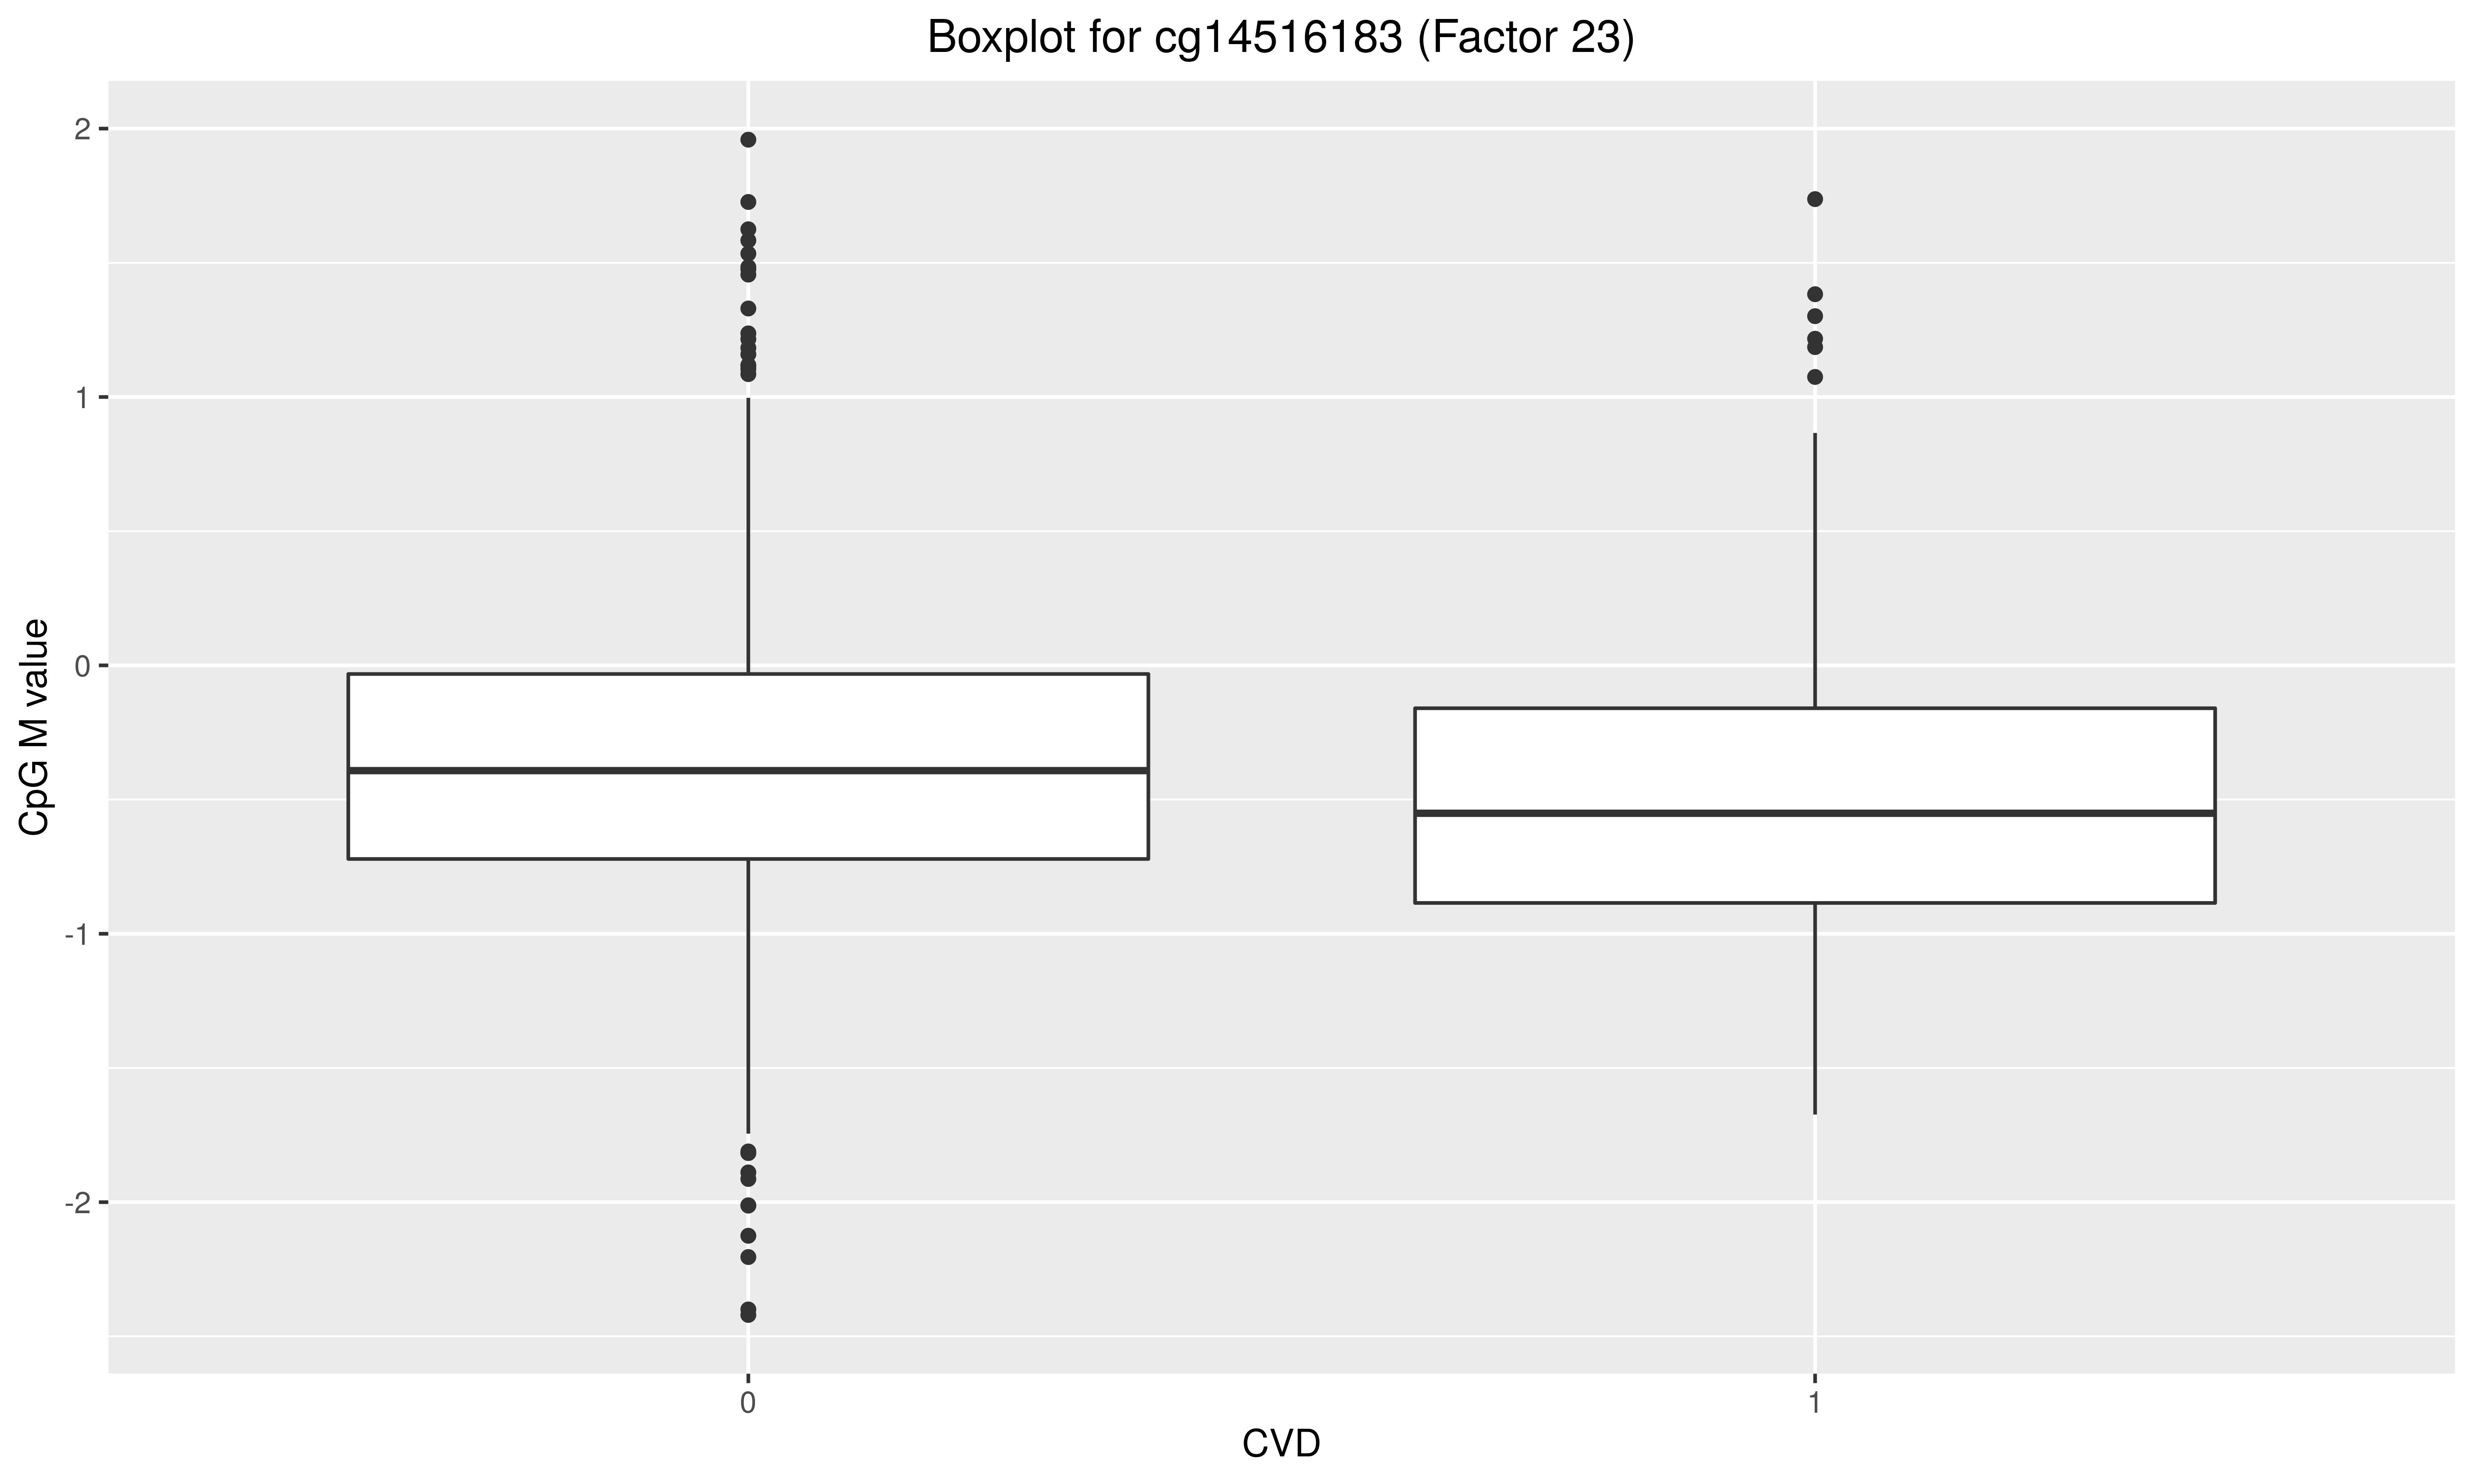 Boxplot for cg14516183 (Factor 23)
CpG M value
2
1
0
-1
-2
0
1
CVD